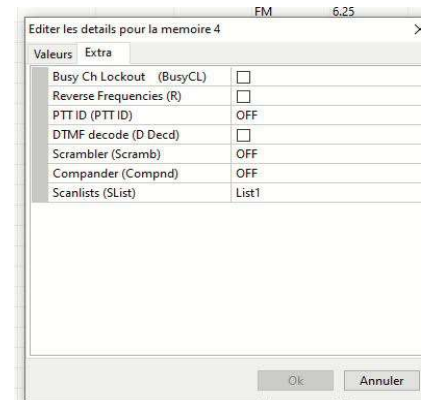 FM 6.25
Editer les details pour la memoire 4
Valeurs Extra
Busy Ch Lockout (BusyCL)
Reverse Frequencies (R)
PTT ID (PTT ID) OFF
DTMF decode (D Decd)
Scrambler (Scramb) OFF
Compander (Compnd) OFF
Scanlists (SList) List1
Ok Annuler